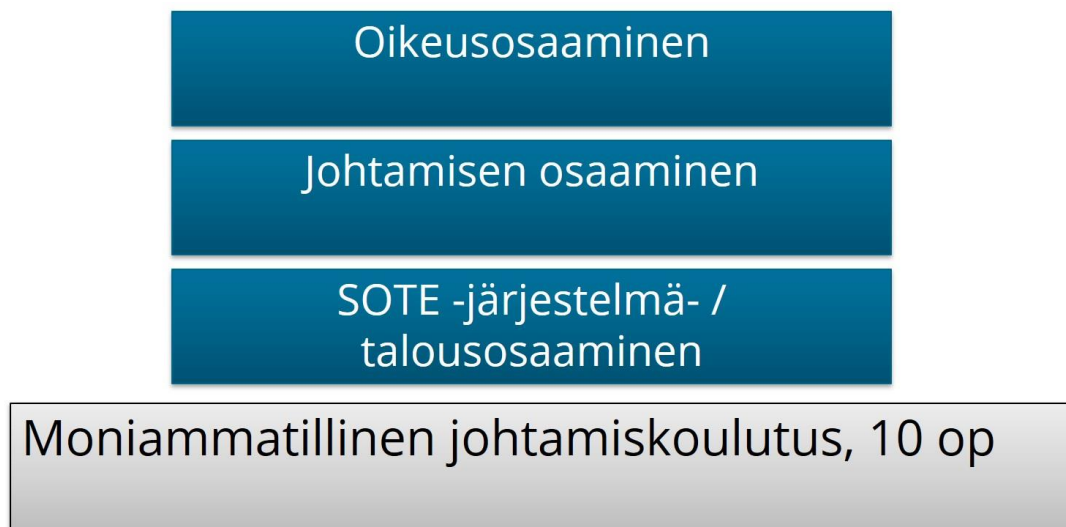 Oikeusosaaminen
Johtamisen osaaminen
SOTE -järjestelmä- /
talousosaaminen
Moniammatillinen johtamiskoulutus, 10 op